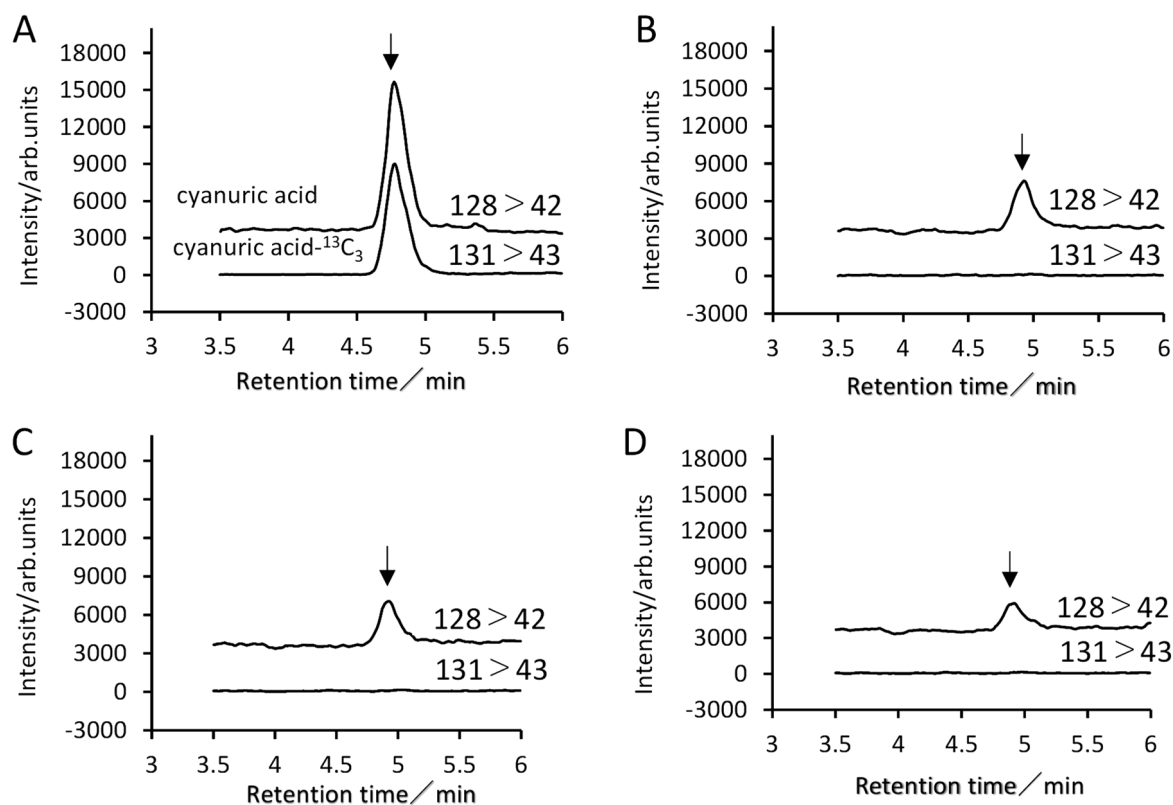 A
18000
15000
12000
9000
6000
3000
0
-3000
Intensity/arb.units
cyanuric acid
128＞42
cyanuric acid-¹³C₃
131＞43
3 3.5 4 4.5 5 5.5 6
Retention time／min
B
18000
15000
12000
9000
6000
3000
0
-3000
Intensity/arb.units
128＞42
131＞43
3 3.5 4 4.5 5 5.5 6
Retention time／min
C
18000
15000
12000
9000
6000
3000
0
-3000
Intensity/arb.units
128＞42
131＞43
3 3.5 4 4.5 5 5.5 6
Retention time／min
D
18000
15000
12000
9000
6000
3000
0
-3000
Intensity/arb.units
128＞42
131＞43
3 3.5 4 4.5 5 5.5 6
Retention time／min